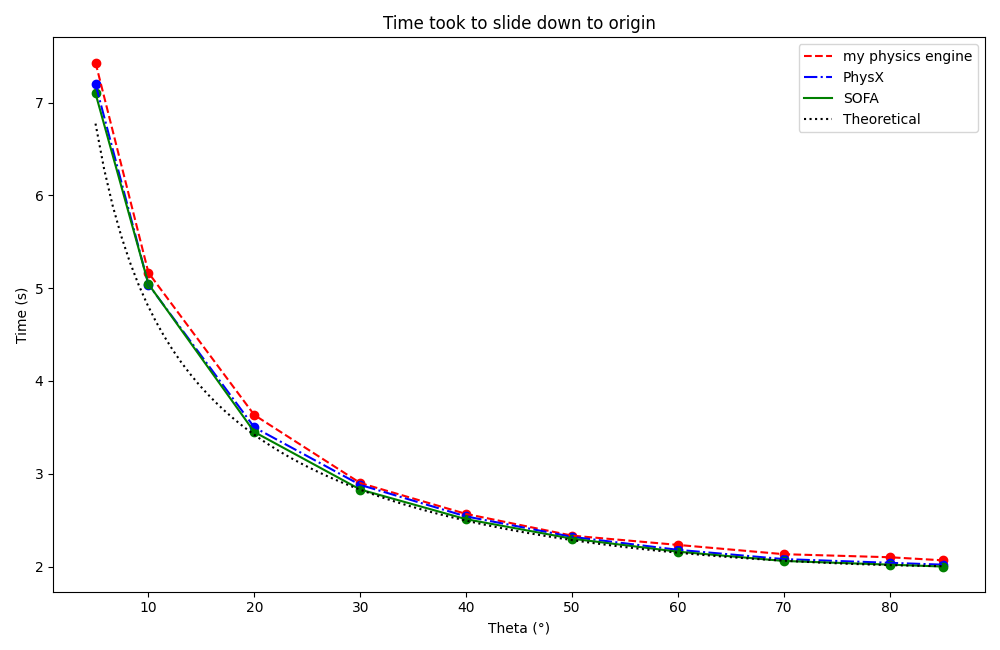 Time took to slide down to origin
my physics engine
PhysX
SOFA
Theoretical
7
6
5
4
3
2
Time (s)
10 20 30 40 50 60 70 80
Theta (°)